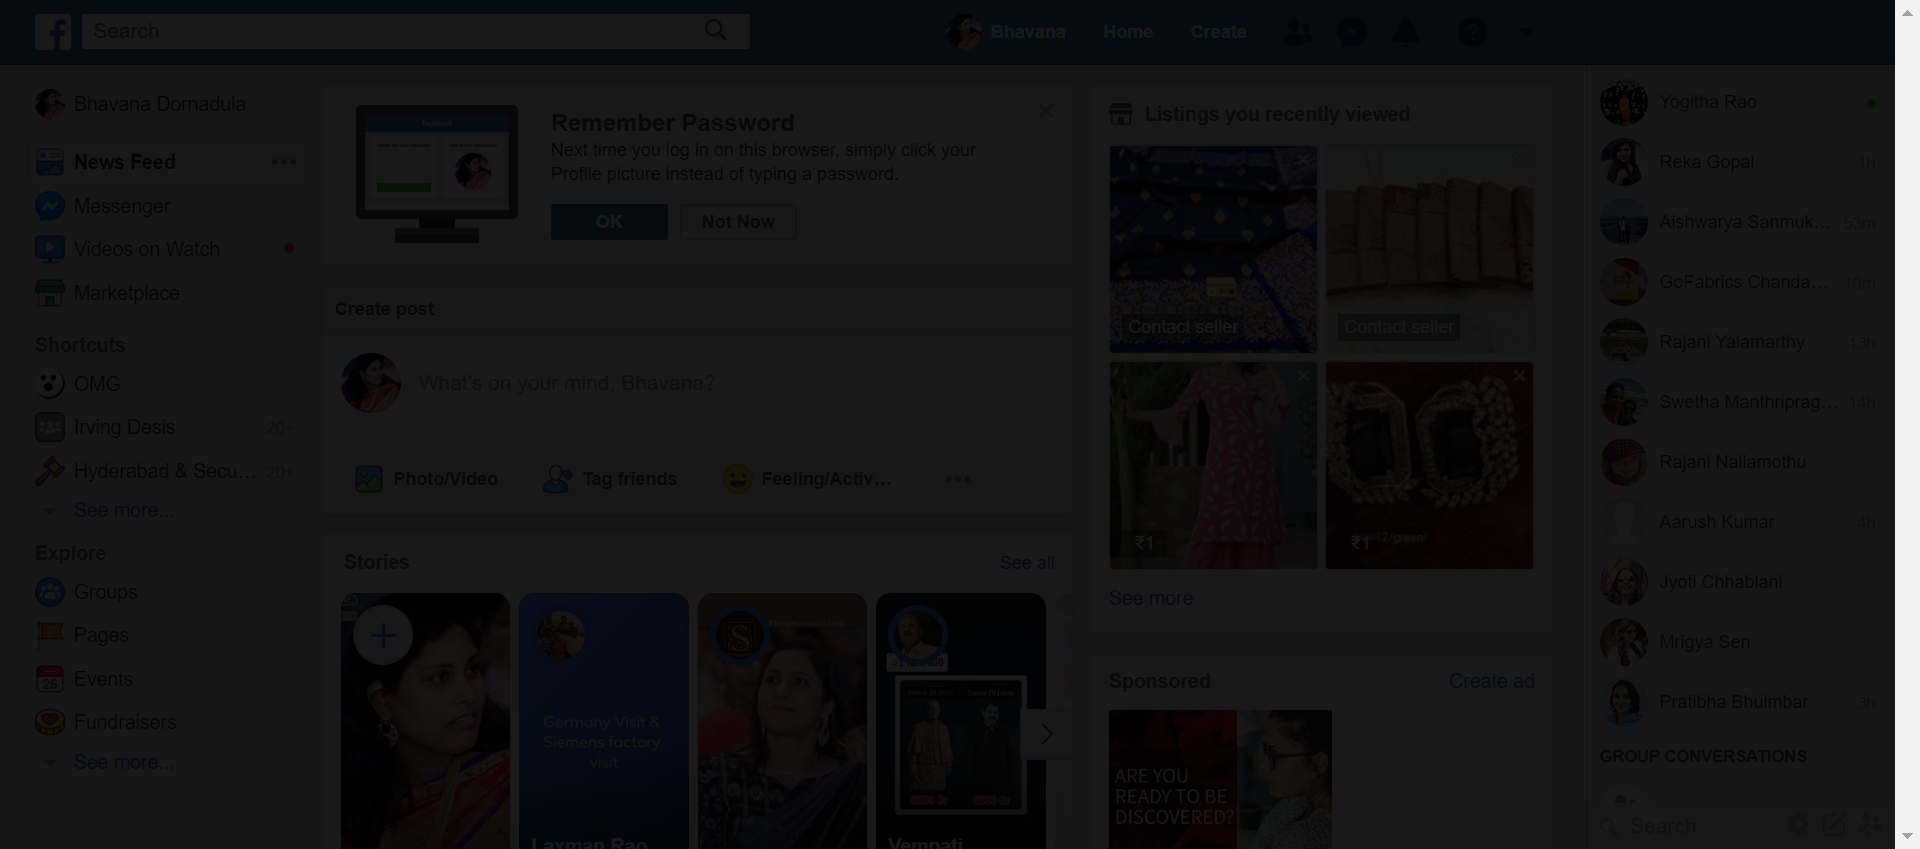 Search
Bhavana
Home
Create
Bhavana Dornadula
News Feed
Messenger
Videos on Watch
Marketplace
Shortcuts
OMG
Irving Desis 20+
Hyderabad & Secu... 20+
See more...
Explore
Groups
Pages
Events
Fundraisers
See more...
Remember Password
Next time you log in on this browser, simply click your
Profile picture instead of typing a password.
OK
Not Now
Create post
What's on your mind, Bhavana?
Photo/Video
Tag friends
Feeling/Activ...
Stories
See all
Germany Visit &
Siemens factory
visit
Laxman Rao
Vempati
Listings you recently viewed
Contact seller
Contact seller
₹1
₹1
See more
Sponsored
Create ad
ARE YOU
READY TO BE
DISCOVERED?
Yogitha Rao
Reka Gopal 1h
Aishwarya Sanmuk... 53m
GoFabrics Chanda... 19m
Rajani Yalamarthy 13h
Swetha Manthriprag... 14h
Rajani Nallamothu
Aarush Kumar 4h
Jyoti Chhablani
Mrigya Sen
Pratibha Bhuimbar 3h
GROUP CONVERSATIONS
Search